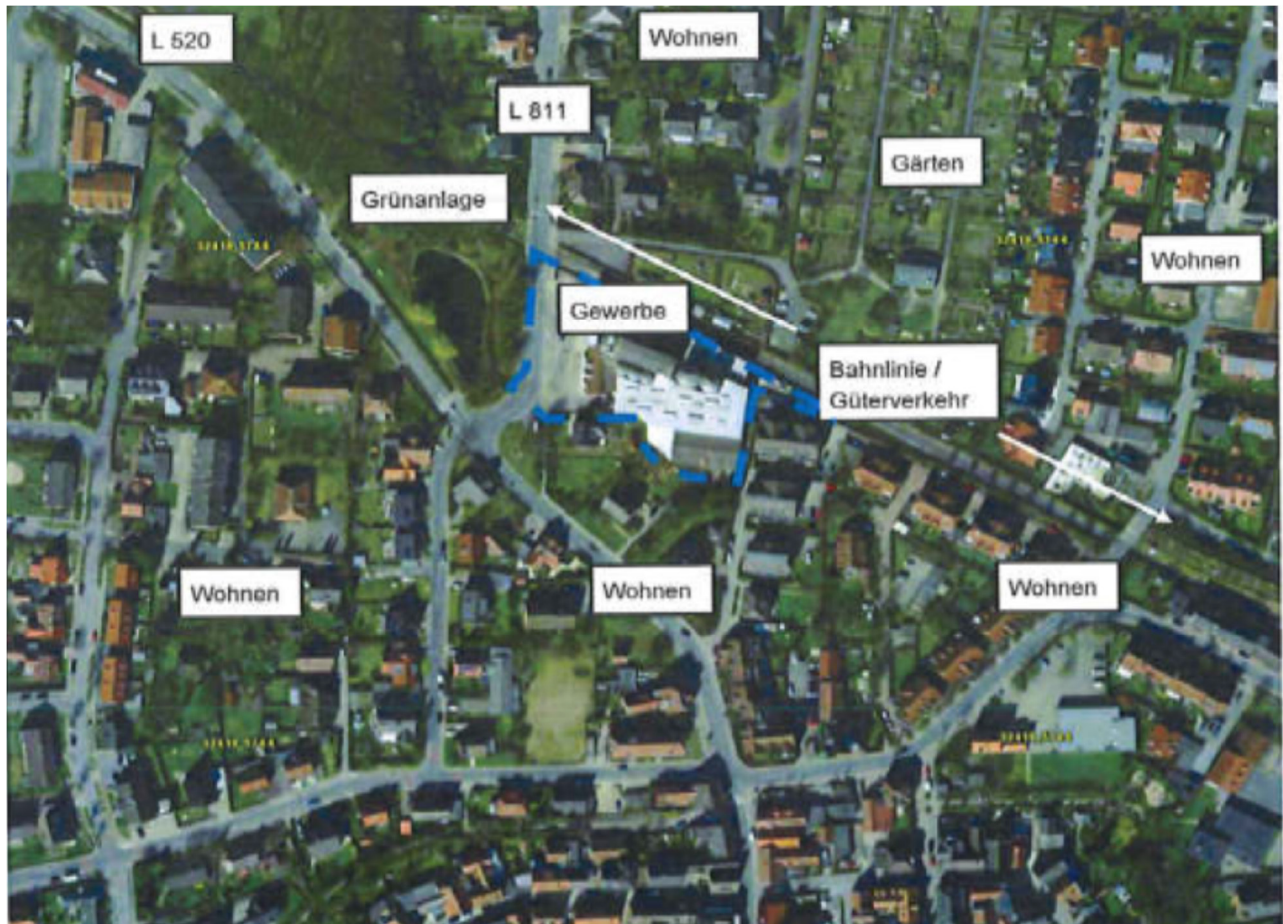 L 520
Wohnen
L 811
Gärten
Grünanlage
Wohnen
Gewerbe
Bahnlinie /
Güterverkehr
Wohnen
Wohnen
Wohnen